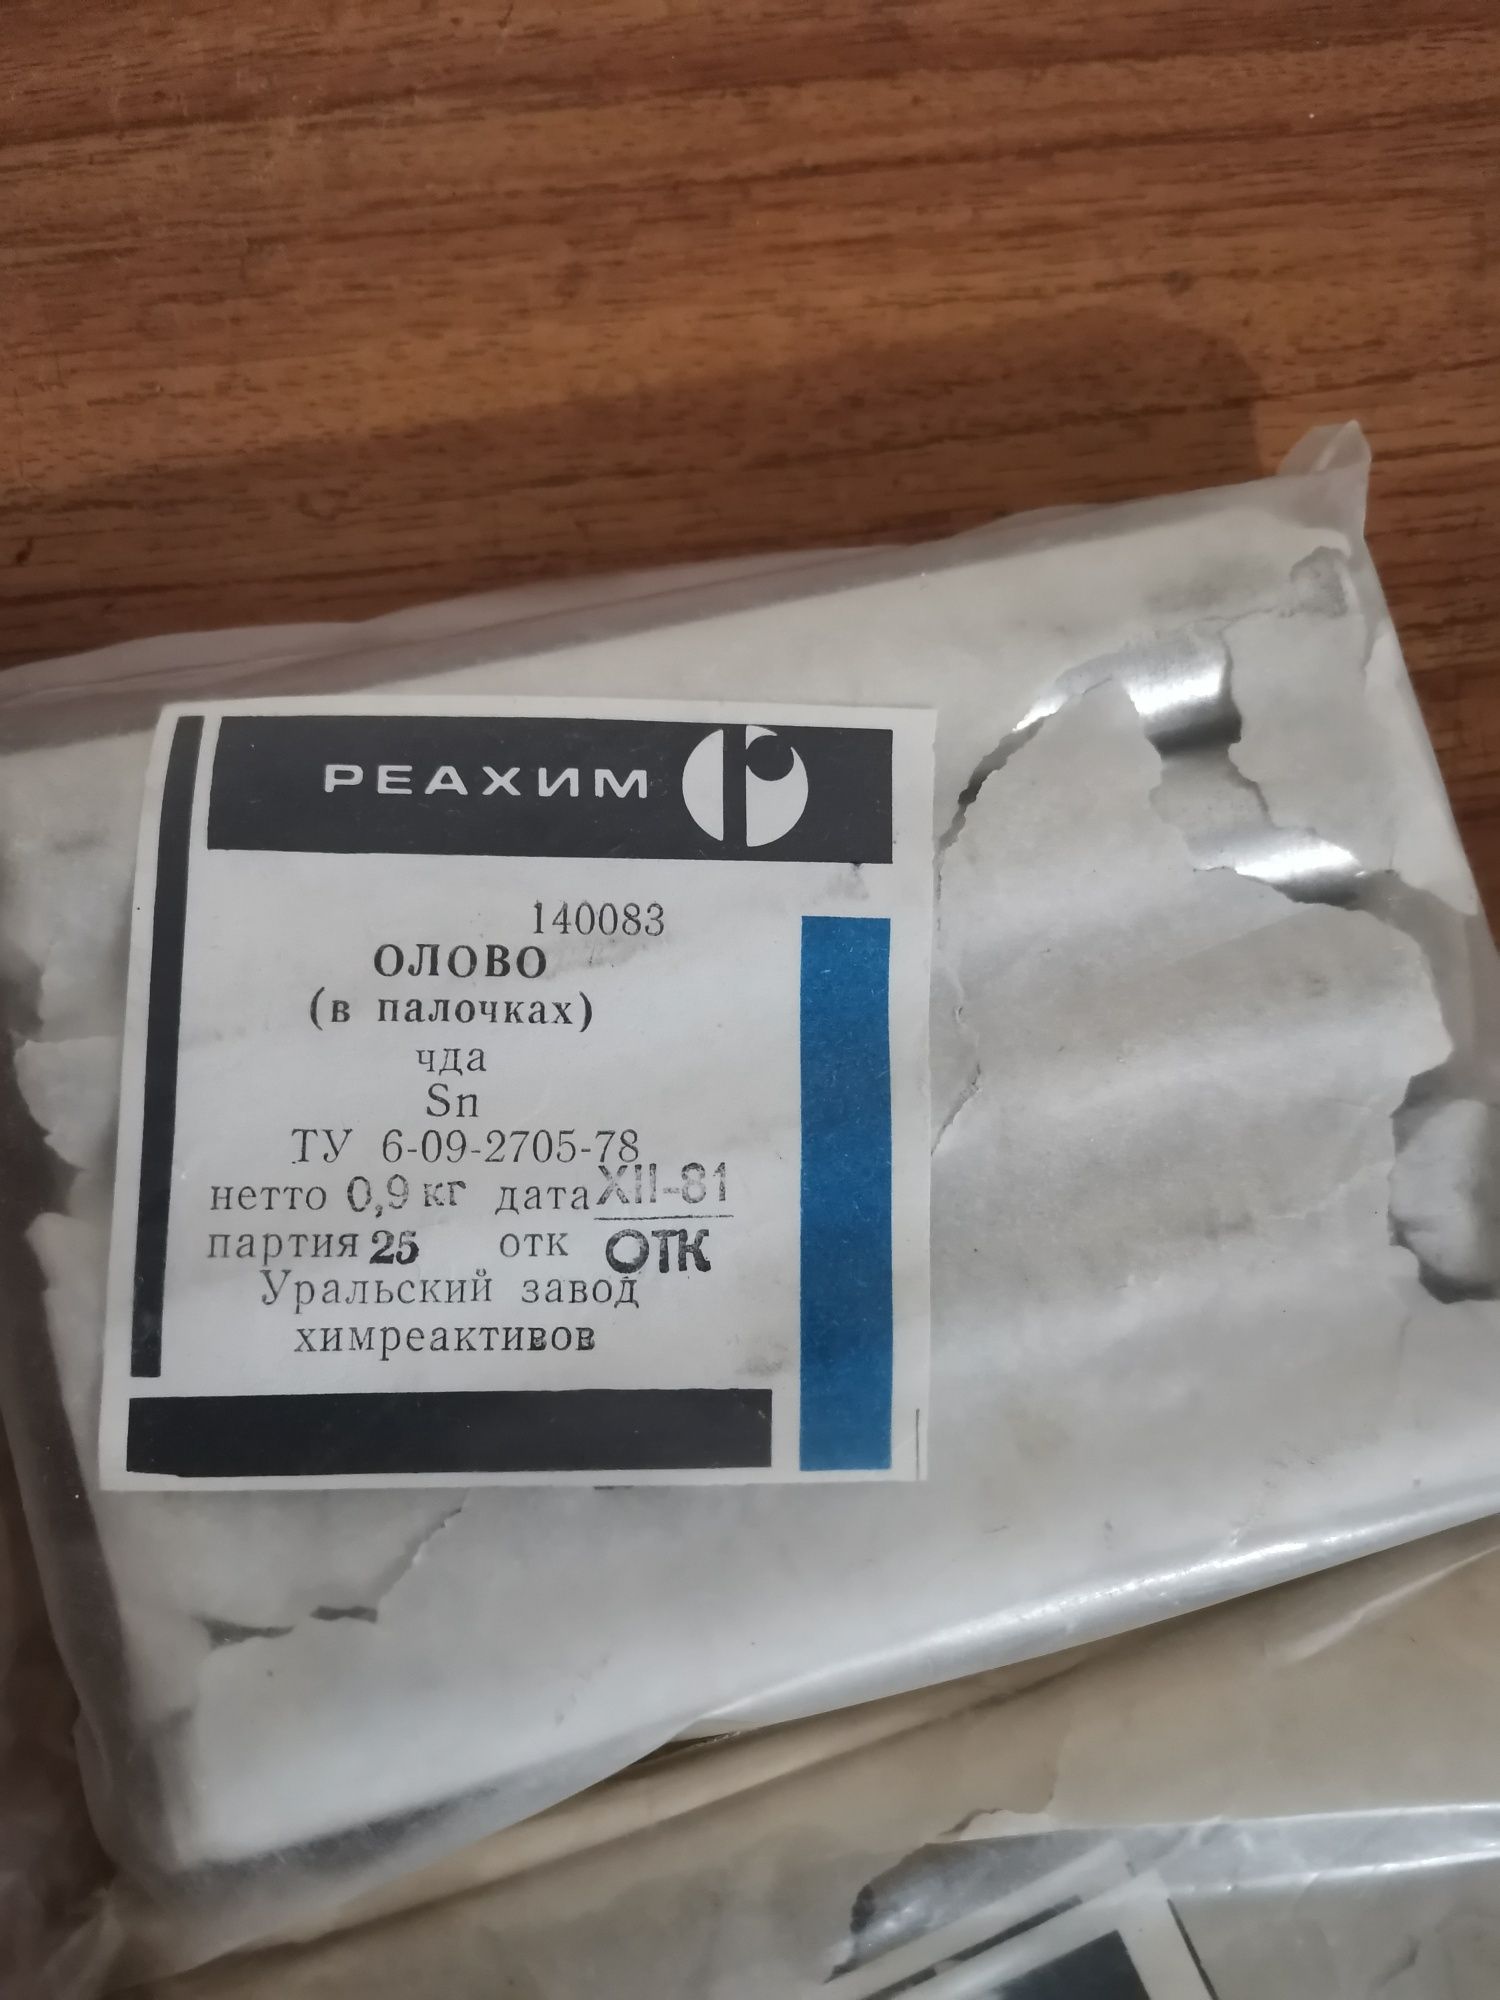 РЕАХИМ
140083
ОЛОВО
(в палочках)
чда
Sn
ТУ 6-09-2705-78
нетто 0,9 кг дата XII-81
партия 25 отк ОТК
Уральский завод
химреактивов